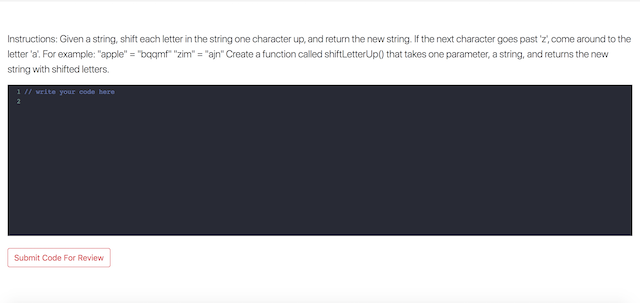 Instructions: Given a string, shift each letter in the string one character up, and return the new string. If the next character goes past 'z', come around to the
letter 'a'. For example: "apple" = "bqqmf" "zim" = "ajn" Create a function called shiftLetterUp() that takes one parameter, a string, and returns the new
string with shifted letters.
1 // write your code here
2
Submit Code For Review